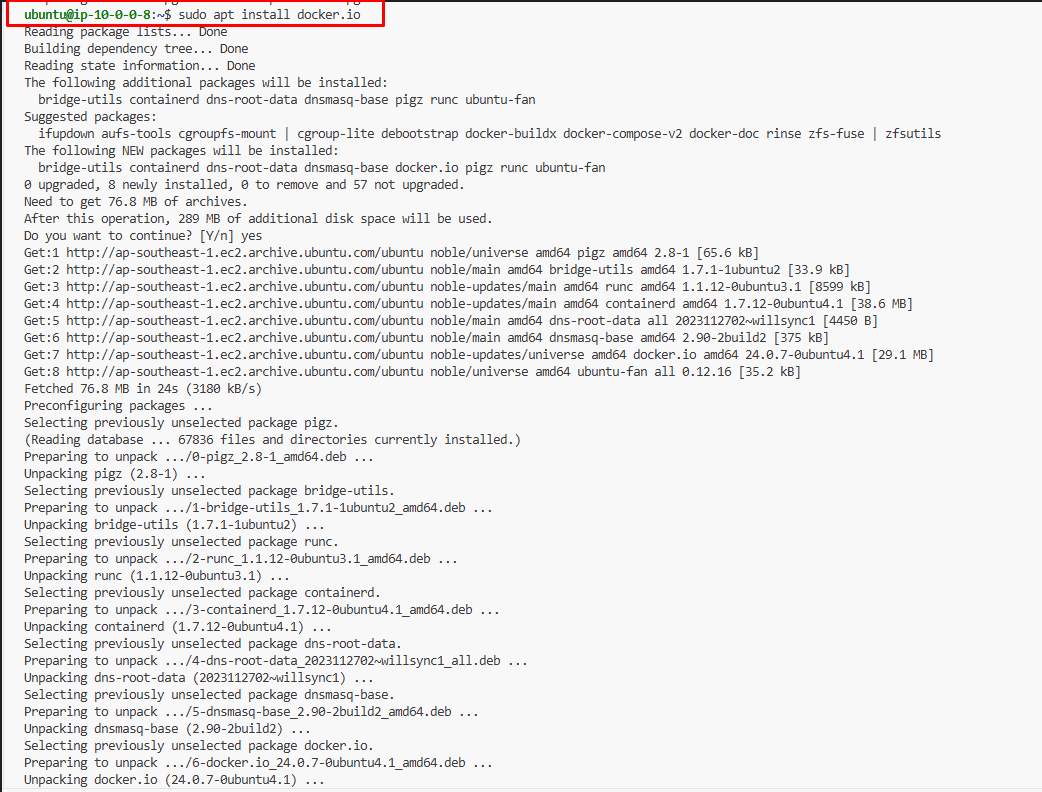 ubuntu@ip-10-0-0-8:~$ sudo apt install docker.io
Reading package lists... Done
Building dependency tree... Done
Reading state information... Done
The following additional packages will be installed:
  bridge-utils containerd dns-root-data dnsmasq-base pigz runc ubuntu-fan
Suggested packages:
  ifupdown aufs-tools cgroupfs-mount | cgroup-lite debootstrap docker-buildx docker-compose-v2 docker-doc rinse zfs-fuse | zfsutils
The following NEW packages will be installed:
  bridge-utils containerd dns-root-data dnsmasq-base docker.io pigz runc ubuntu-fan
0 upgraded, 8 newly installed, 0 to remove and 57 not upgraded.
Need to get 76.8 MB of archives.
After this operation, 289 MB of additional disk space will be used.
Do you want to continue? [Y/n] yes
Get:1 http://ap-southeast-1.ec2.archive.ubuntu.com/ubuntu noble/universe amd64 pigz amd64 2.8-1 [65.6 kB]
Get:2 http://ap-southeast-1.ec2.archive.ubuntu.com/ubuntu noble/main amd64 bridge-utils amd64 1.7.1-1ubuntu2 [33.9 kB]
Get:3 http://ap-southeast-1.ec2.archive.ubuntu.com/ubuntu noble-updates/main amd64 runc amd64 1.1.12-0ubuntu3.1 [8599 kB]
Get:4 http://ap-southeast-1.ec2.archive.ubuntu.com/ubuntu noble-updates/main amd64 containerd amd64 1.7.12-0ubuntu4.1 [38.6 MB]
Get:5 http://ap-southeast-1.ec2.archive.ubuntu.com/ubuntu noble/main amd64 dns-root-data all 2023112702~willsync1 [4450 B]
Get:6 http://ap-southeast-1.ec2.archive.ubuntu.com/ubuntu noble/main amd64 dnsmasq-base amd64 2.90-2build2 [375 kB]
Get:7 http://ap-southeast-1.ec2.archive.ubuntu.com/ubuntu noble-updates/universe amd64 docker.io amd64 24.0.7-0ubuntu4.1 [29.1 MB]
Get:8 http://ap-southeast-1.ec2.archive.ubuntu.com/ubuntu noble/universe amd64 ubuntu-fan all 0.12.16 [35.2 kB]
Fetched 76.8 MB in 24s (3180 kB/s)
Preconfiguring packages ...
Selecting previously unselected package pigz.
(Reading database ... 67836 files and directories currently installed.)
Preparing to unpack .../0-pigz_2.8-1_amd64.deb ...
Unpacking pigz (2.8-1) ...
Selecting previously unselected package bridge-utils.
Preparing to unpack .../1-bridge-utils_1.7.1-1ubuntu2_amd64.deb ...
Unpacking bridge-utils (1.7.1-1ubuntu2) ...
Selecting previously unselected package runc.
Preparing to unpack .../2-runc_1.1.12-0ubuntu3.1_amd64.deb ...
Unpacking runc (1.1.12-0ubuntu3.1) ...
Selecting previously unselected package containerd.
Preparing to unpack .../3-containerd_1.7.12-0ubuntu4.1_amd64.deb ...
Unpacking containerd (1.7.12-0ubuntu4.1) ...
Selecting previously unselected package dns-root-data.
Preparing to unpack .../4-dns-root-data_2023112702~willsync1_all.deb ...
Unpacking dns-root-data (2023112702~willsync1) ...
Selecting previously unselected package dnsmasq-base.
Preparing to unpack .../5-dnsmasq-base_2.90-2build2_amd64.deb ...
Unpacking dnsmasq-base (2.90-2build2) ...
Selecting previously unselected package docker.io.
Preparing to unpack .../6-docker.io_24.0.7-0ubuntu4.1_amd64.deb ...
Unpacking docker.io (24.0.7-0ubuntu4.1) ...